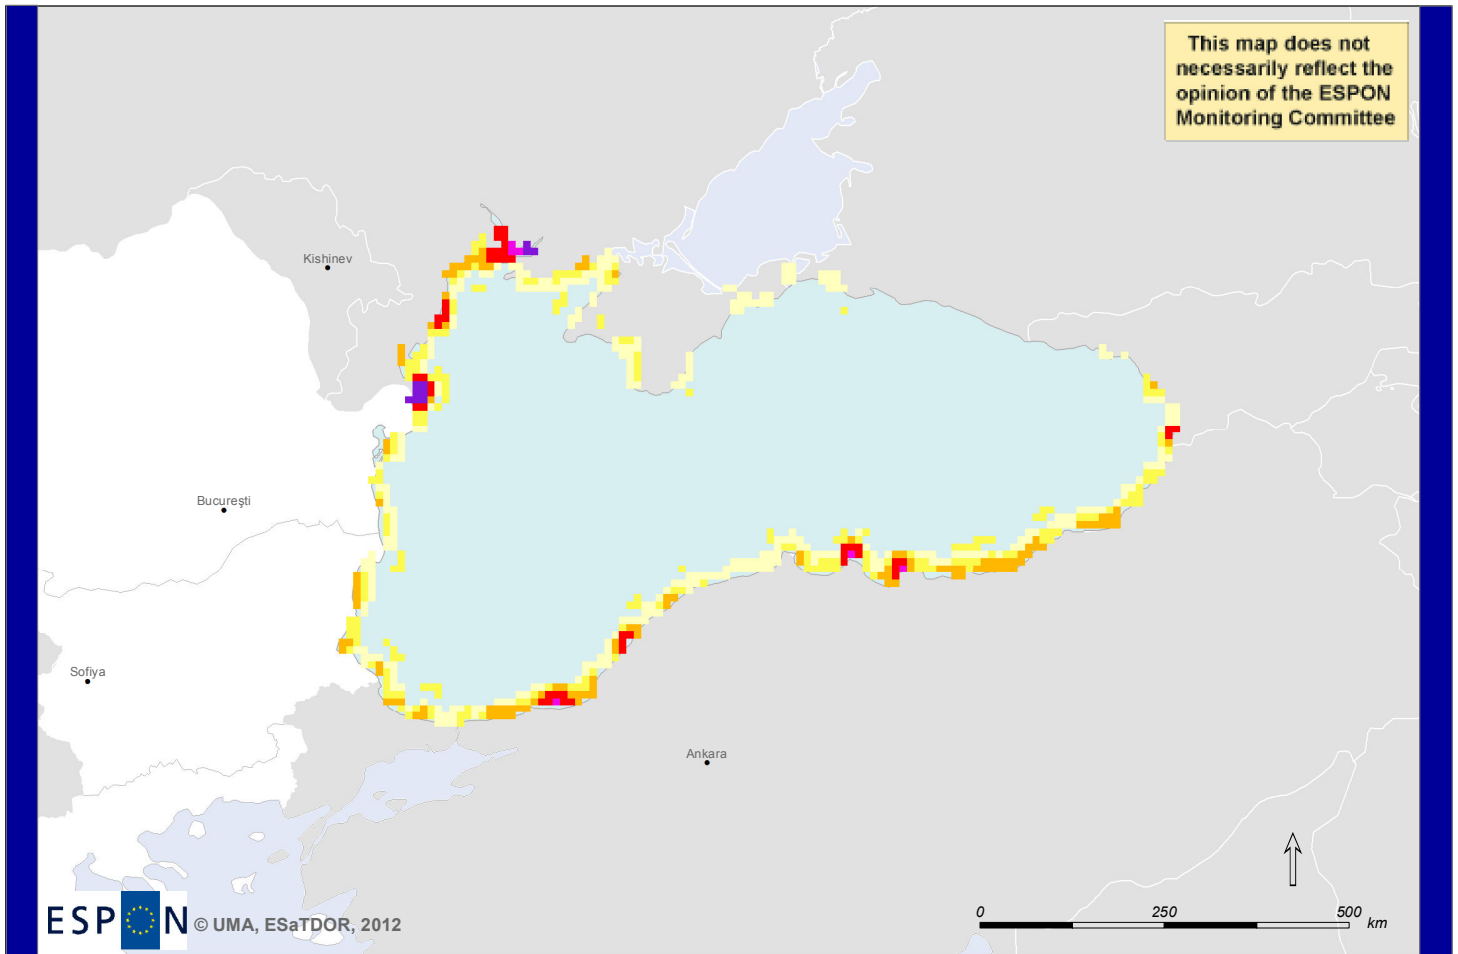 This map does not
necessarily reflect the
opinion of the ESPON
Monitoring Committee
Kishinev
Bucureşti
Sofiya
Ankara
0 250 500
km
ESPON © UMA, ESaTDOR, 2012